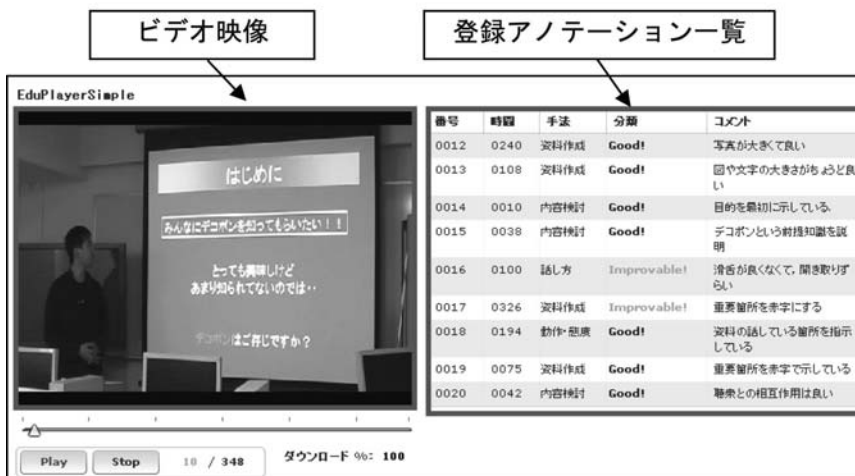 ビデオ映像
登録アノテーション一覧
EduPlayerSimple
はじめに
みんなにデコポンを知ってもらいたい！！
とっても美味しけど
あまり知られてないのでは・・
デコポンはご存じですか？
番号 時間 手法 分類 コメント
0012 0240 資料作成 Good! 写真が大きくて良い
0013 0108 資料作成 Good! 図や文字の大きさがちょうど良
い
0014 0010 内容検討 Good! 目的を最初に示している.
0015 0038 内容検討 Good! デコポンという前提知識を説
明
0016 0100 話し方 Improvable! 滑舌が良くなくて, 聞き取りず
らい
0017 0326 資料作成 Improvable! 重要箇所を赤字にする
0018 0194 動作・態度 Good! 資料の話している箇所を指示
している
0019 0075 資料作成 Good! 重要箇所を赤字で示している
0020 0042 内容検討 Good! 聴衆との相互作用は良い
Play Stop 10 / 348 ダウンロード %: 100